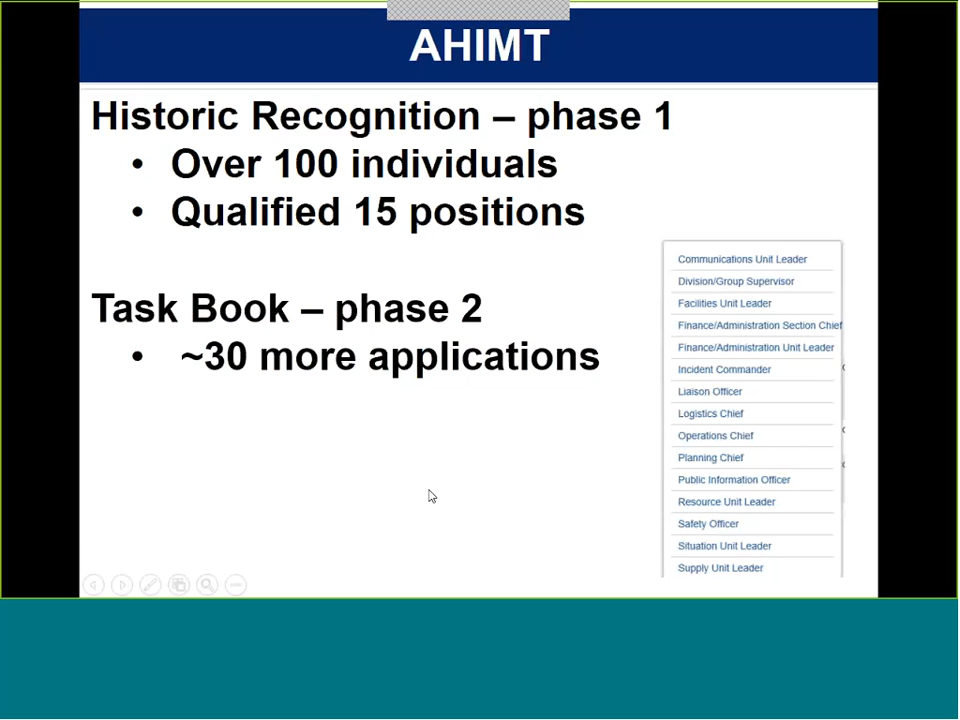 AHIMT
Historic Recognition – phase 1
• Over 100 individuals
• Qualified 15 positions
Task Book – phase 2
• ~30 more applications
Communications Unit Leader
Division/Group Supervisor
Facilities Unit Leader
Finance/Administration Section Chief
Finance/Administration Unit Leader
Incident Commander
Liaison Officer
Logistics Chief
Operations Chief
Planning Chief
Public Information Officer
Resource Unit Leader
Safety Officer
Situation Unit Leader
Supply Unit Leader